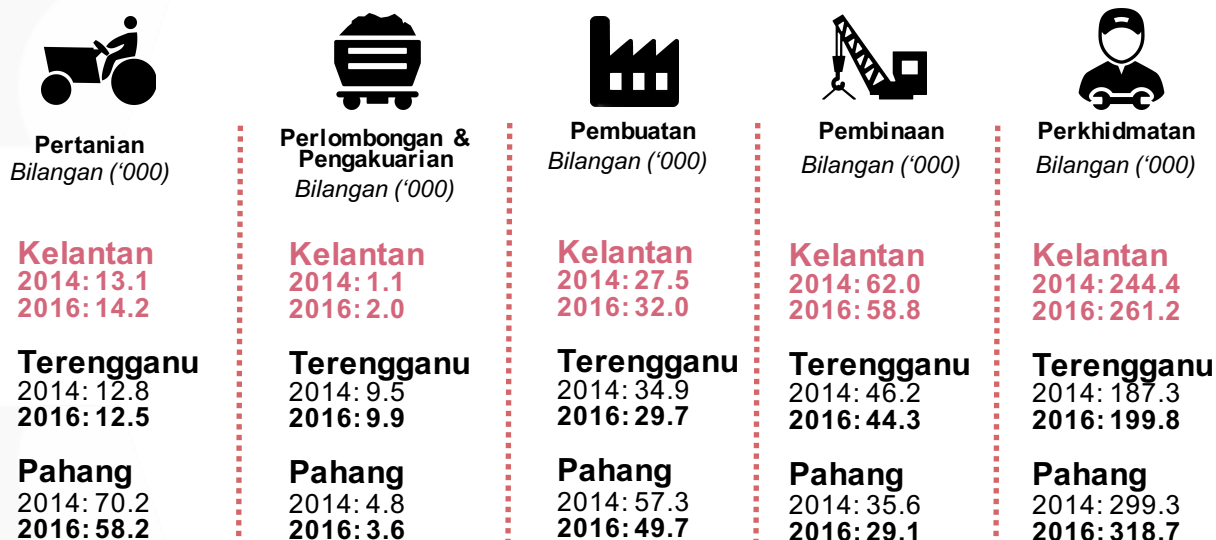 Pertanian
Bilangan (‘000)
Kelantan
2014: 13.1
2016: 14.2
Terengganu
2014: 12.8
2016: 12.5
Pahang
2014: 70.2
2016: 58.2
Perlombongan &
Pengakuarian
Bilangan (‘000)
Kelantan
2014: 1.1
2016: 2.0
Terengganu
2014: 9.5
2016: 9.9
Pahang
2014: 4.8
2016: 3.6
Pembuatan
Bilangan (‘000)
Kelantan
2014: 27.5
2016: 32.0
Terengganu
2014: 34.9
2016: 29.7
Pahang
2014: 57.3
2016: 49.7
Pembinaan
Bilangan (‘000)
Kelantan
2014: 62.0
2016: 58.8
Terengganu
2014: 46.2
2016: 44.3
Pahang
2014: 35.6
2016: 29.1
Perkhidmatan
Bilangan (‘000)
Kelantan
2014: 244.4
2016: 261.2
Terengganu
2014: 187.3
2016: 199.8
Pahang
2014: 299.3
2016: 318.7